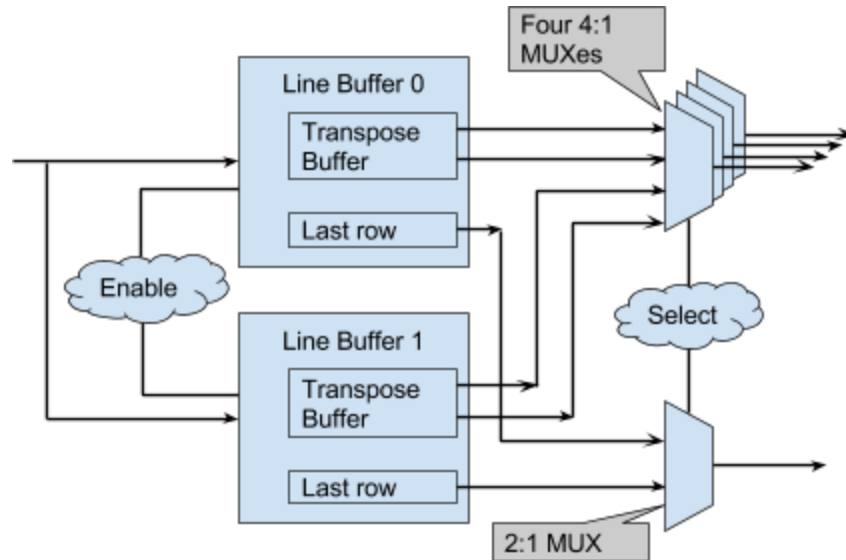 Four 4:1
MUXes
Line Buffer 0
Transpose
Buffer
Last row
Enable
Select
Line Buffer 1
Transpose
Buffer
Last row
2:1 MUX